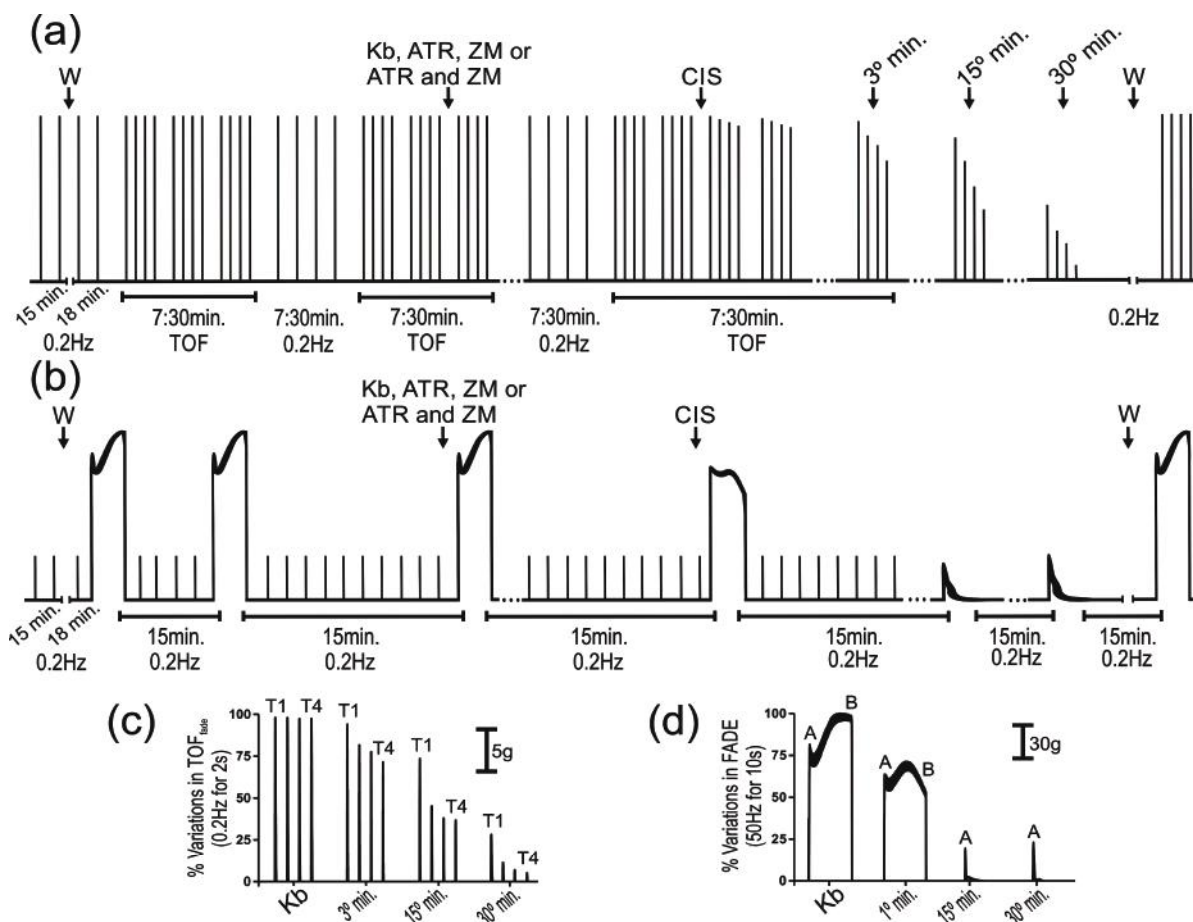 (a)
W
Kb, ATR, ZM or
ATR and ZM
CIS
3º min.
15º min.
30º min.
W
15 min.
18 min.
0.2Hz
7:30min.
TOF
7:30min.
0.2Hz
7:30min.
TOF
7:30min.
0.2Hz
7:30min.
TOF
0.2Hz
(b)
W
Kb, ATR, ZM or
ATR and ZM
CIS
W
15 min.
18 min.
0.2Hz
15min.
0.2Hz
15min.
0.2Hz
15min.
0.2Hz
15min.
0.2Hz
15min.
0.2Hz
15min.
0.2Hz
(c)
% Variations in TOFfade
(0.2Hz for 2s)
100
75
50
25
0
T1
T4
T1
T4
T1
T4
T1
T4
5g
Kb
3º min.
15º min.
30º min.
(d)
% Variations in FADE
(50Hz for 10s)
100
75
50
25
0
A
B
A
B
A
A
30g
Kb
1º min.
15º min.
30º min.